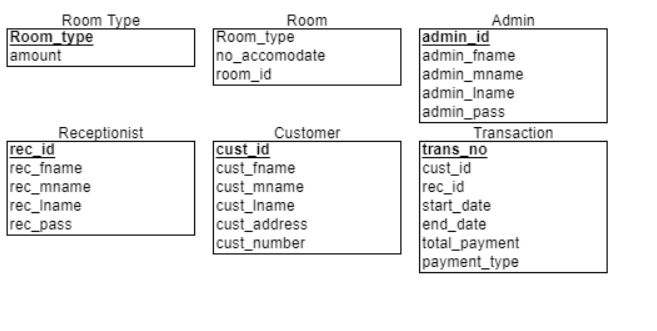 Room Type
Room_type
amount
Room
Room_type
no_accomodate
room_id
Admin
admin_id
admin_fname
admin_mname
admin_lname
admin_pass
Receptionist
rec_id
rec_fname
rec_mname
rec_lname
rec_pass
Customer
cust_id
cust_fname
cust_mname
cust_lname
cust_address
cust_number
Transaction
trans_no
cust_id
rec_id
start_date
end_date
total_payment
payment_type